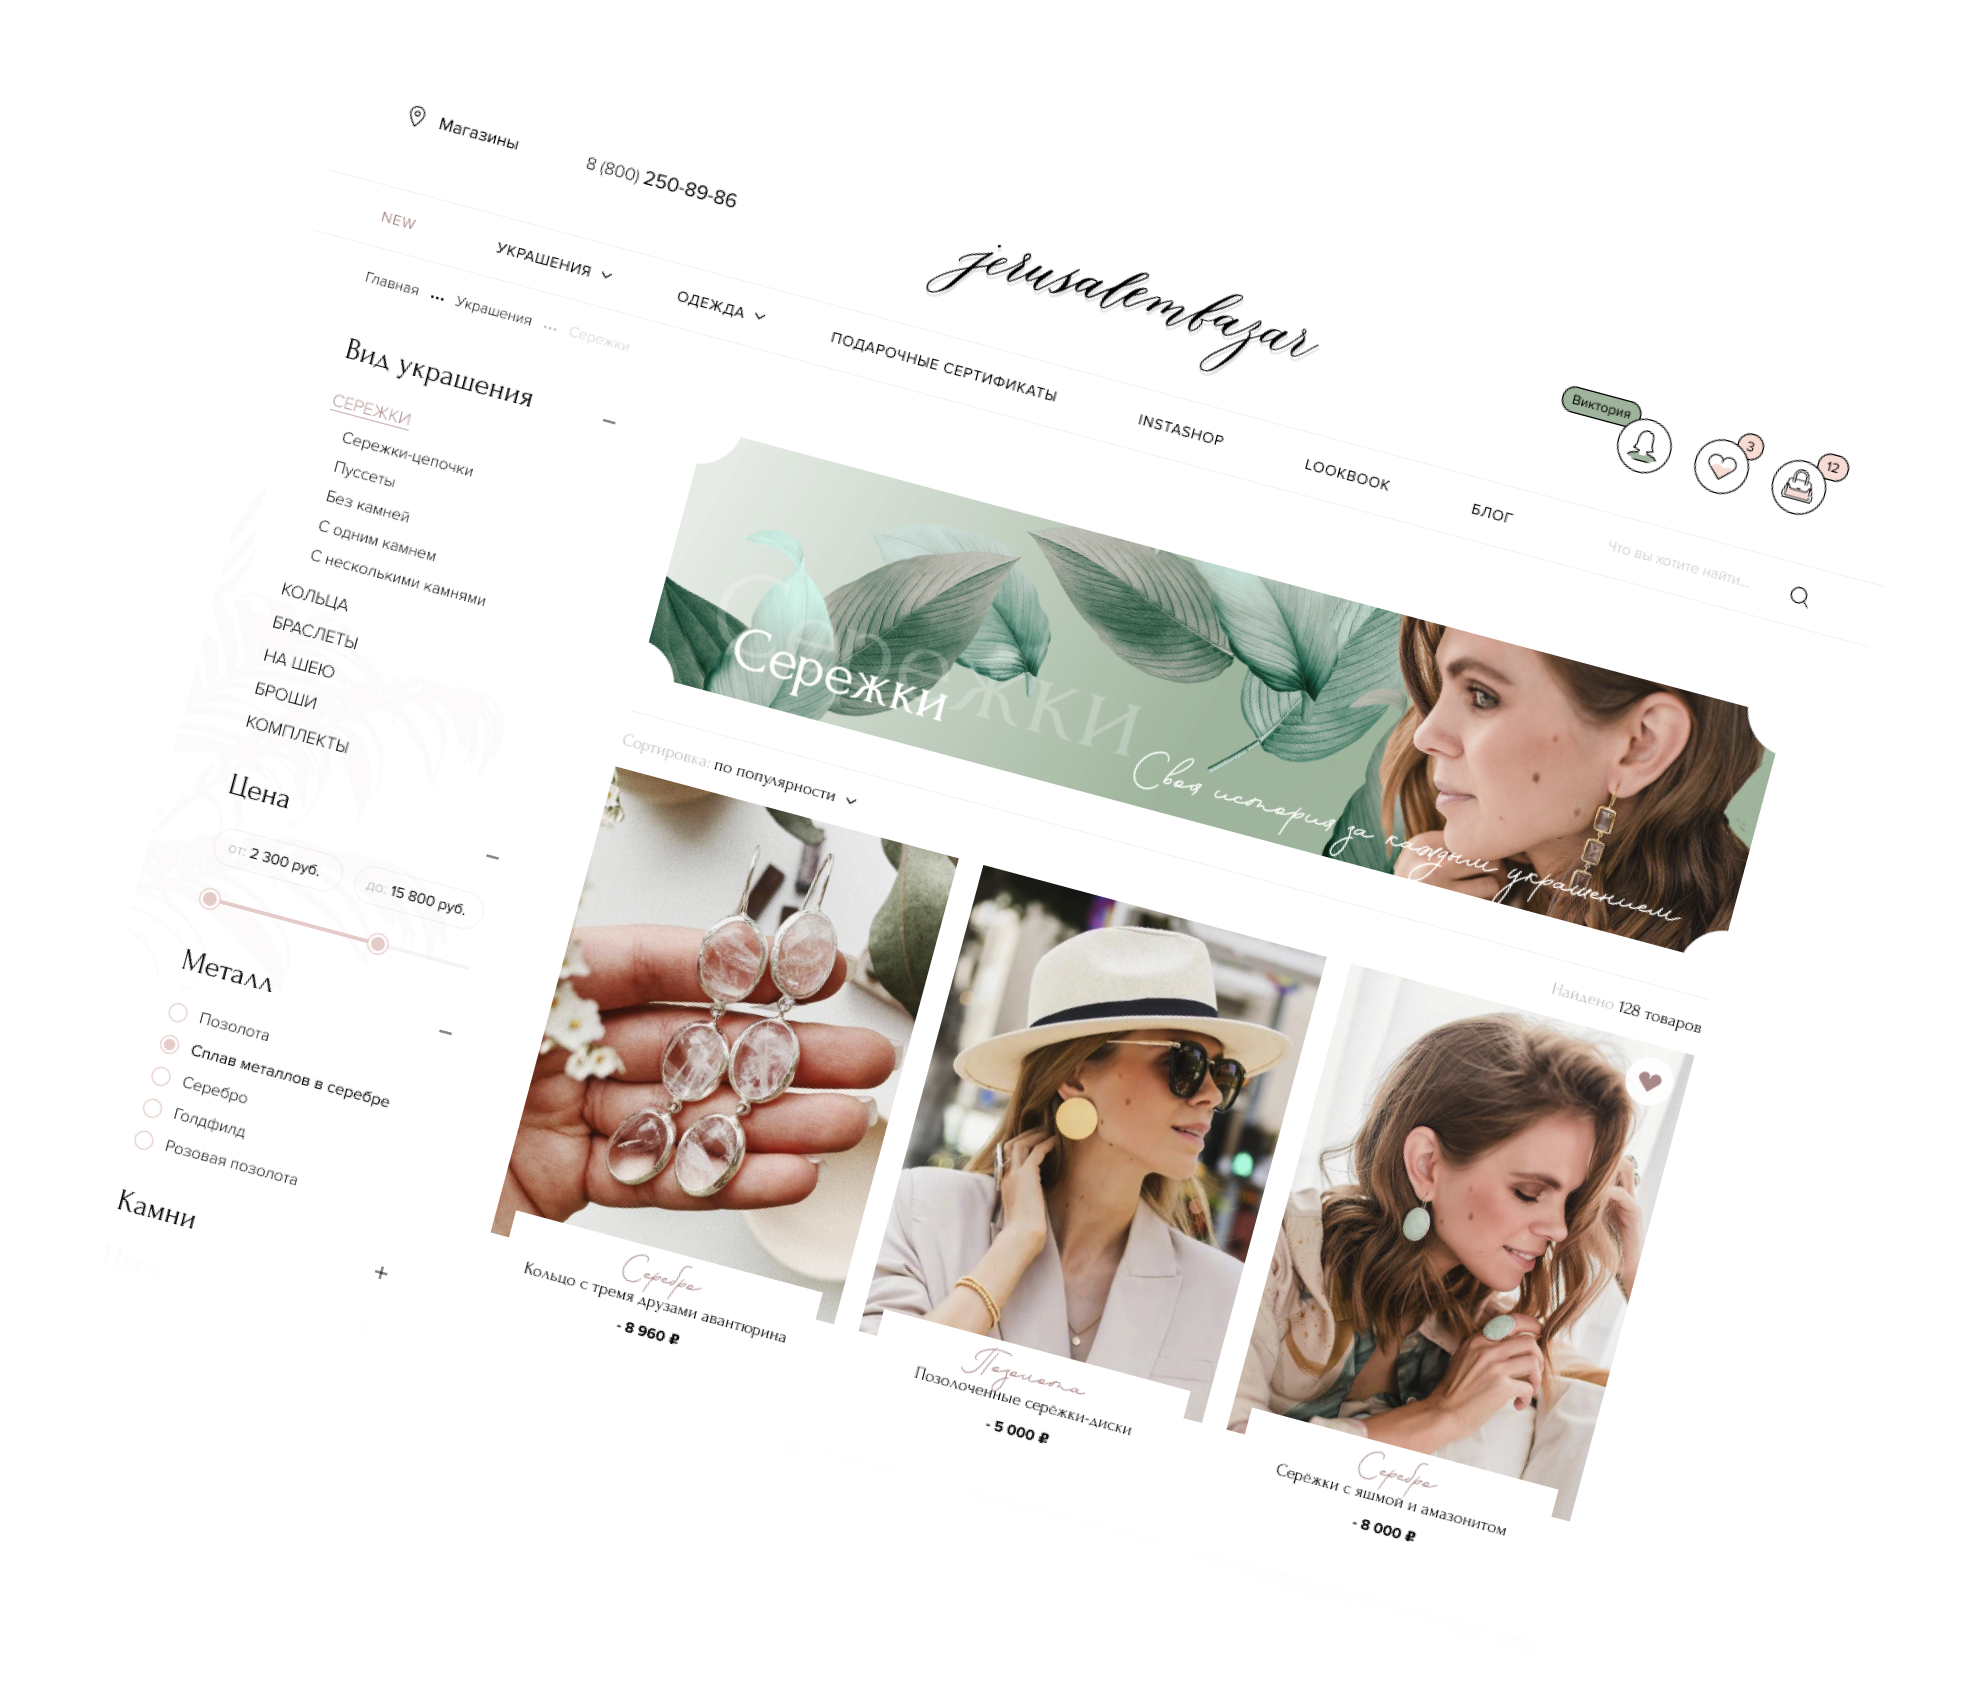 Магазины
8 (800) 250-89-86
jerusalembazar
Виктория
3
12
NEW
УКРАШЕНИЯ
ОДЕЖДА
ПОДАРОЧНЫЕ СЕРТИФИКАТЫ
INSTASHOP
LOOKBOOK
БЛОГ
Что вы хотите найти...
Главная ... Украшения ... Сережки
Вид украшения
СЕРЕЖКИ
Сережки-цепочки
Пуссеты
Без камней
С одним камнем
С несколькими камнями
КОЛЬЦА
БРАСЛЕТЫ
НА ШЕЮ
БРОШИ
КОМПЛЕКТЫ
Цена
от: 2 300 руб.
до: 15 800 руб.
Металл
Позолота
Сплав металлов в серебре
Серебро
Голдфилд
Розовая позолота
Камни
Цвет
Сережки
Сережки
Своя история за каждым украшением
Сортировка: по популярности
Найдено 128 товаров
Серебро
Кольцо с тремя друзами авантюрина
- 8 960 ₽
Позолота
Позолоченные серёжки-диски
- 5 000 ₽
Серебро
Серёжки с яшмой и амазонитом
- 8 000 ₽